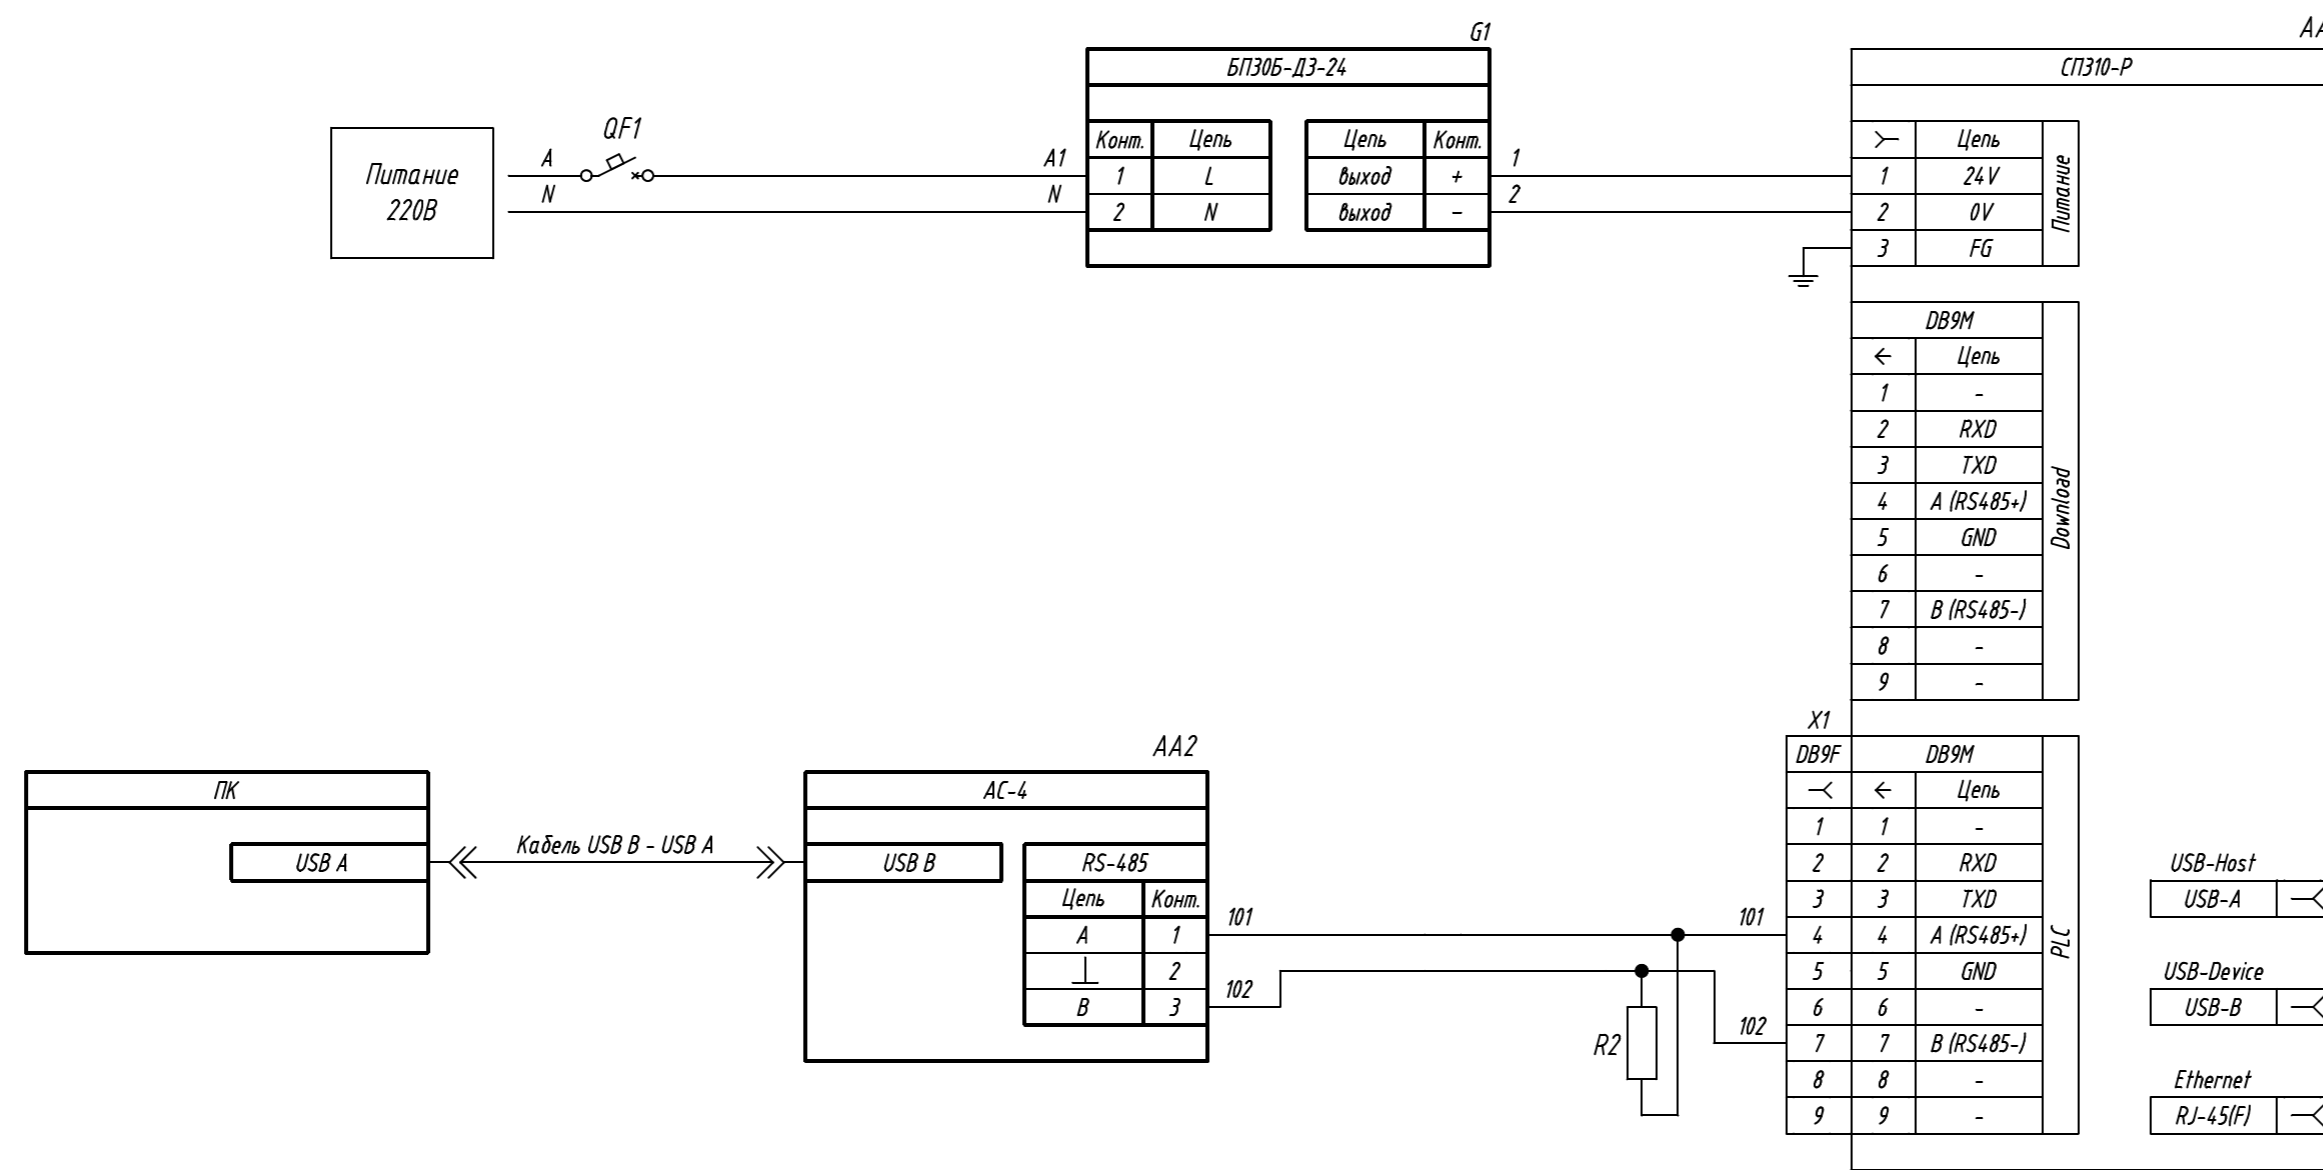 G1
АА
БП30Б-Д3-24
СП310-Р
QF1
Питание
220В
A
N
A1
N
Конт. Цепь
1 L
2 N
Цепь Конт.
выход +
выход -
1
2
Цепь
1 24V
2 0V
3 FG
Питание
DB9M
Цепь
1 -
2 RXD
3 TXD
4 A (RS485+)
5 GND
6 -
7 B (RS485-)
8 -
9 -
Download
X1
DB9F DB9M
Цепь
1 1 -
2 2 RXD
3 3 TXD
4 4 A (RS485+)
5 5 GND
6 6 -
7 7 B (RS485-)
8 8 -
9 9 -
PLC
ПК
USB A
Кабель USB B - USB A
AA2
АС-4
USB B
RS-485
Цепь Конт.
A 1
2
B 3
101
102
101
102
R2
USB-Host
USB-A
USB-Device
USB-B
Ethernet
RJ-45(F)